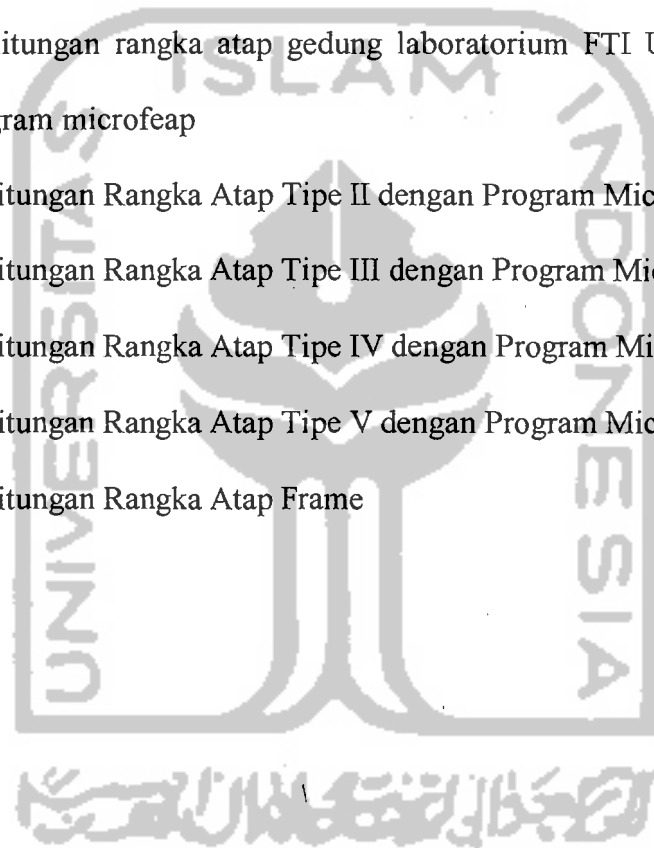 itungan rangka atap gedung laboratorium FTI U
gram microfeap
itungan Rangka Atap Tipe II dengan Program Mic
itungan Rangka Atap Tipe III dengan Program Mic
itungan Rangka Atap Tipe IV dengan Program Mi
itungan Rangka Atap Tipe V dengan Program Mic
itungan Rangka Atap Frame
ISLAM
UNIVERSITAS
INDONESIA